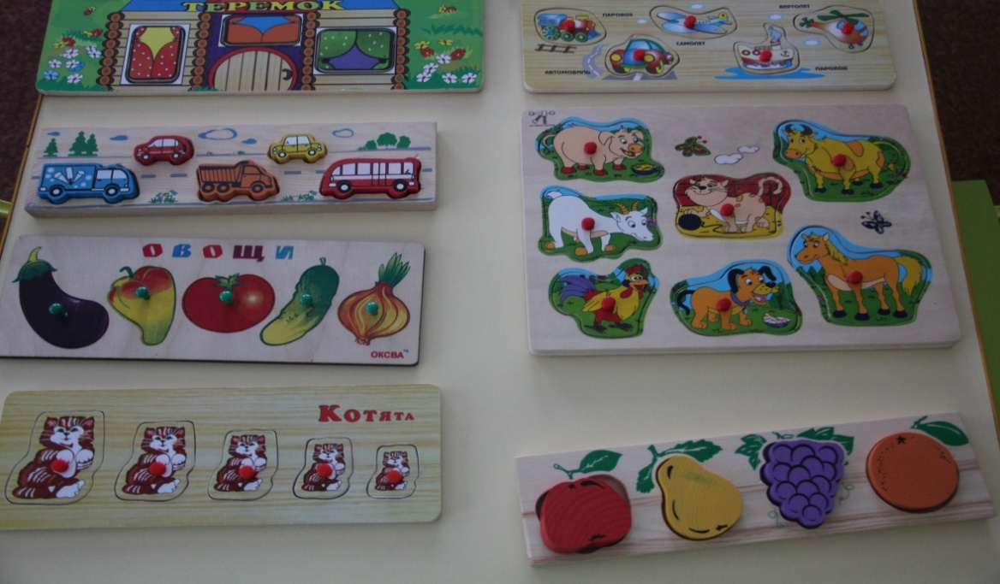 ТЕРЕМОК
ПАРОВОЗ
ВЕРТОЛЕТ
САМОЛЕТ
АВТОМОБИЛЬ
ПАРОХОД
ОВОЩИ
ОКСВА
КОТЯТА